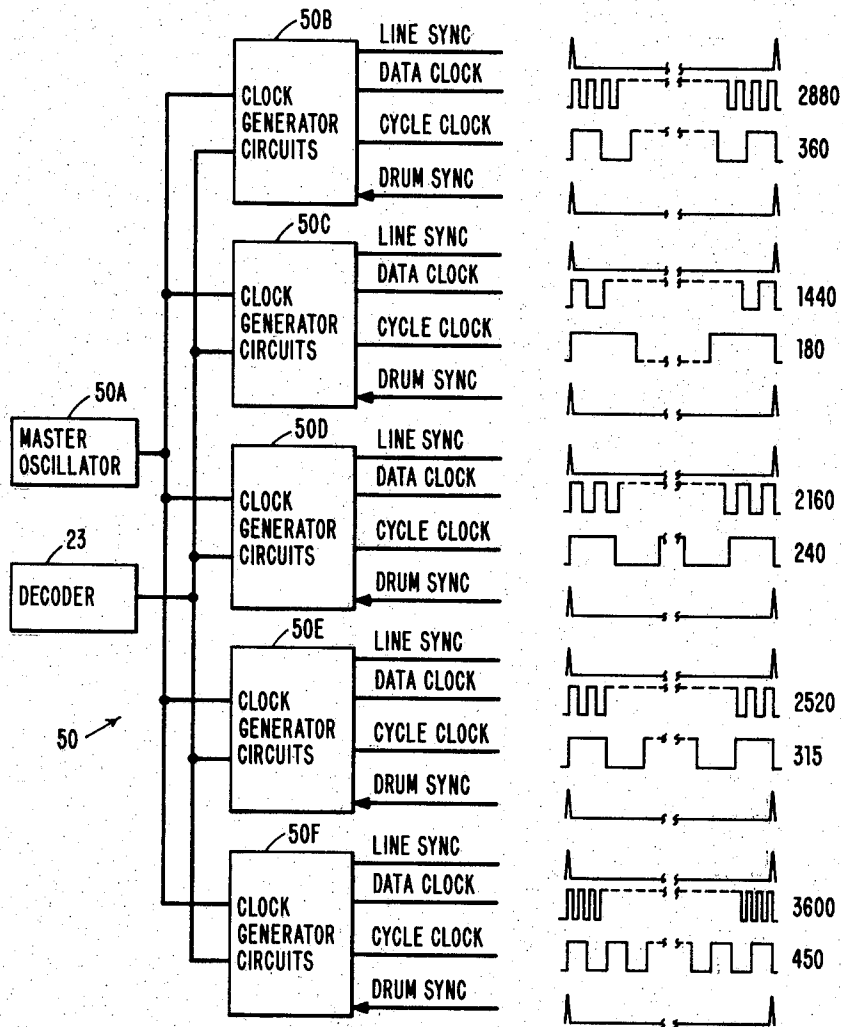 50B
LINE SYNC
DATA CLOCK
2880
CLOCK
GENERATOR
CIRCUITS
CYCLE CLOCK
360
DRUM SYNC
50C
LINE SYNC
DATA CLOCK
1440
CLOCK
GENERATOR
CIRCUITS
CYCLE CLOCK
180
DRUM SYNC
50A
MASTER
OSCILLATOR
50D
LINE SYNC
DATA CLOCK
2160
CLOCK
GENERATOR
CIRCUITS
CYCLE CLOCK
240
DRUM SYNC
23
DECODER
50E
LINE SYNC
DATA CLOCK
2520
CLOCK
GENERATOR
CIRCUITS
CYCLE CLOCK
315
DRUM SYNC
50
50F
LINE SYNC
DATA CLOCK
3600
CLOCK
GENERATOR
CIRCUITS
CYCLE CLOCK
450
DRUM SYNC